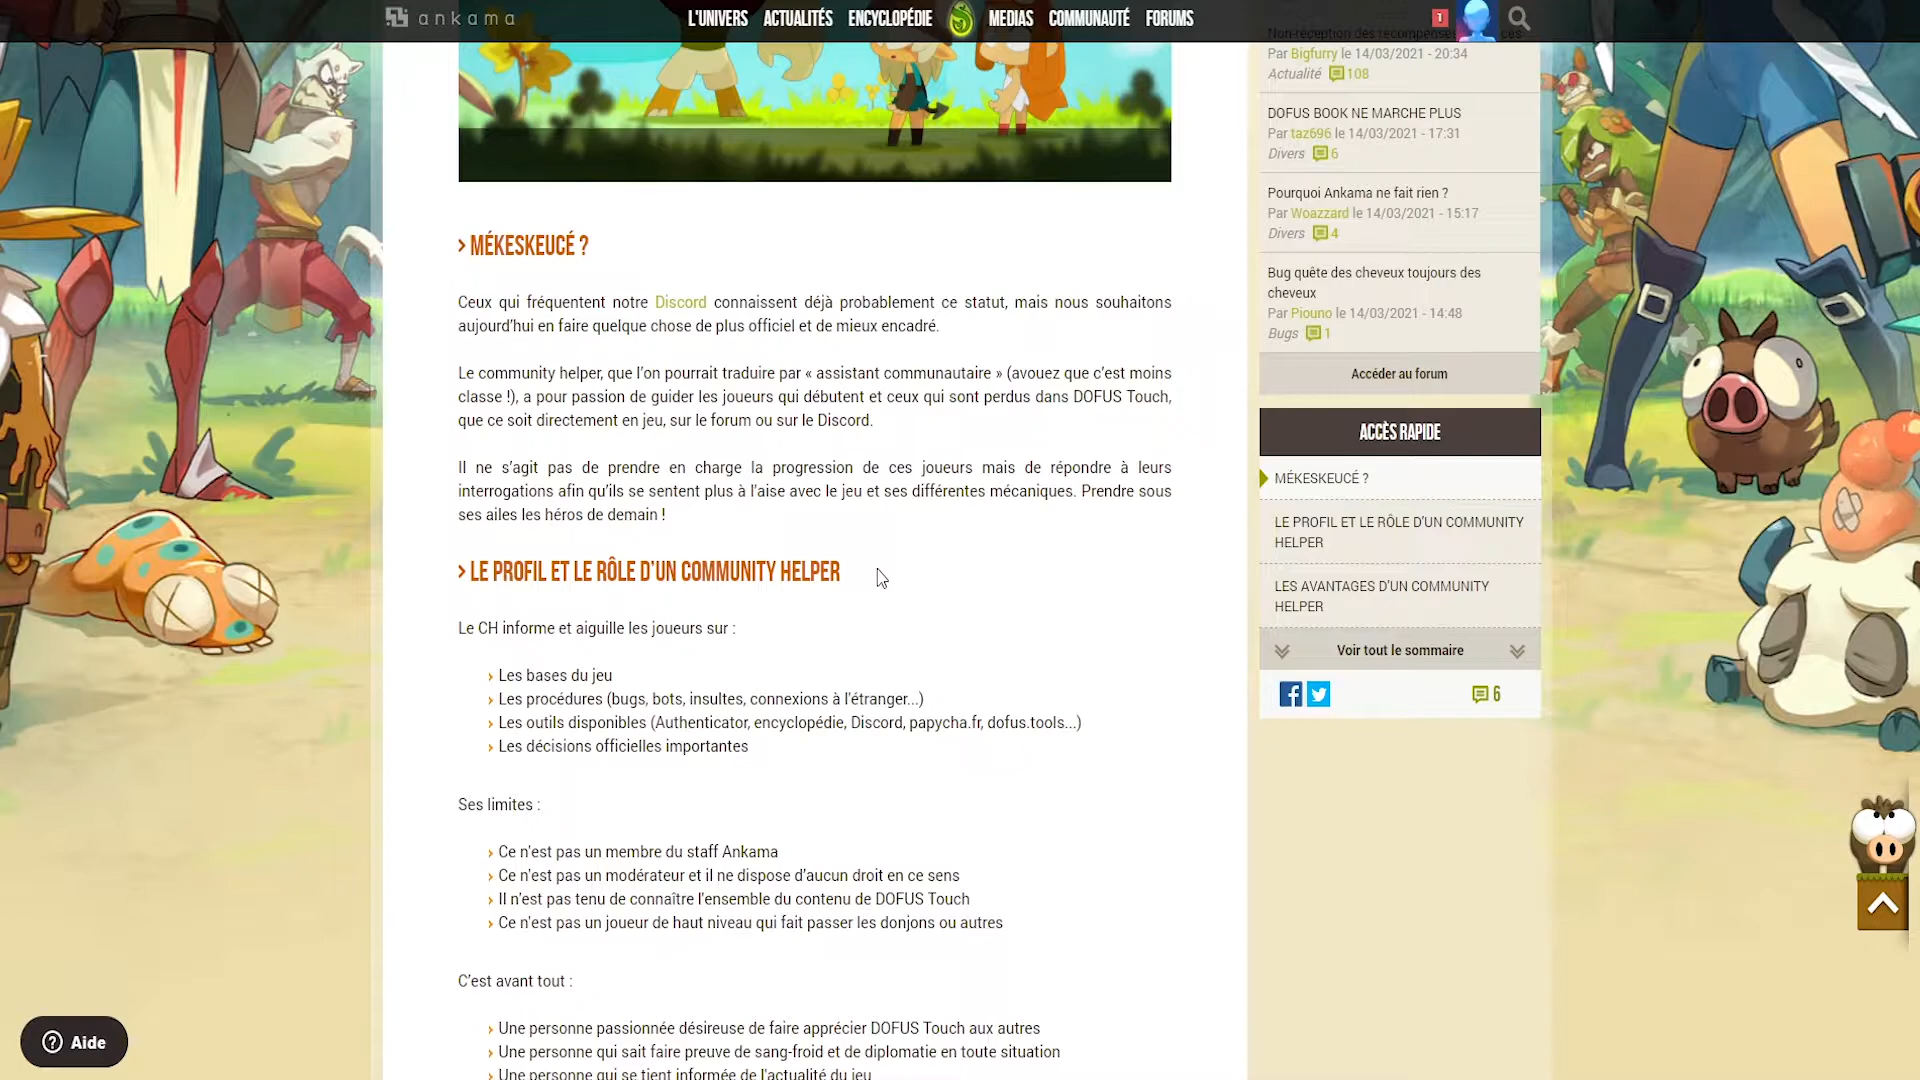 ankama
L'UNIVERS ACTUALITÉS ENCYCLOPÉDIE MEDIAS COMMUNAUTÉ FORUMS
1
> MÉKESKEUCÉ ?
Ceux qui fréquentent notre Discord connaissent déjà probablement ce statut, mais nous souhaitons
aujourd'hui en faire quelque chose de plus officiel et de mieux encadré.
Le community helper, que l'on pourrait traduire par « assistant communautaire » (avouez que c'est moins
classe !), a pour passion de guider les joueurs qui débutent et ceux qui sont perdus dans DOFUS Touch,
que ce soit directement en jeu, sur le forum ou sur le Discord.
Il ne s'agit pas de prendre en charge la progression de ces joueurs mais de répondre à leurs
interrogations afin qu'ils se sentent plus à l'aise avec le jeu et ses différentes mécaniques. Prendre sous
ses ailes les héros de demain !
> LE PROFIL ET LE RÔLE D'UN COMMUNITY HELPER
Le CH informe et aiguille les joueurs sur :
› Les bases du jeu
› Les procédures (bugs, bots, insultes, connexions à l'étranger...)
› Les outils disponibles (Authenticator, encyclopédie, Discord, papycha.fr, dofus.tools...)
› Les décisions officielles importantes
Ses limites :
› Ce n'est pas un membre du staff Ankama
› Ce n'est pas un modérateur et il ne dispose d'aucun droit en ce sens
› Il n'est pas tenu de connaître l'ensemble du contenu de DOFUS Touch
› Ce n'est pas un joueur de haut niveau qui fait passer les donjons ou autres
C'est avant tout :
› Une personne passionnée désireuse de faire apprécier DOFUS Touch aux autres
› Une personne qui sait faire preuve de sang-froid et de diplomatie en toute situation
› Une personne qui se tient informée de l'actualité du jeu
Non-réception des récompenses
Par Bigfurry le 14/03/2021 - 20:34
Actualité 108
DOFUS BOOK NE MARCHE PLUS
Par taz696 le 14/03/2021 - 17:31
Divers 6
Pourquoi Ankama ne fait rien ?
Par Woazzard le 14/03/2021 - 15:17
Divers 4
Bug quête des cheveux toujours des
cheveux
Par Piouno le 14/03/2021 - 14:48
Bugs 1
Accéder au forum
ACCÈS RAPIDE
MÉKESKEUCÉ ?
LE PROFIL ET LE RÔLE D'UN COMMUNITY
HELPER
LES AVANTAGES D'UN COMMUNITY
HELPER
Voir tout le sommaire
6
? Aide